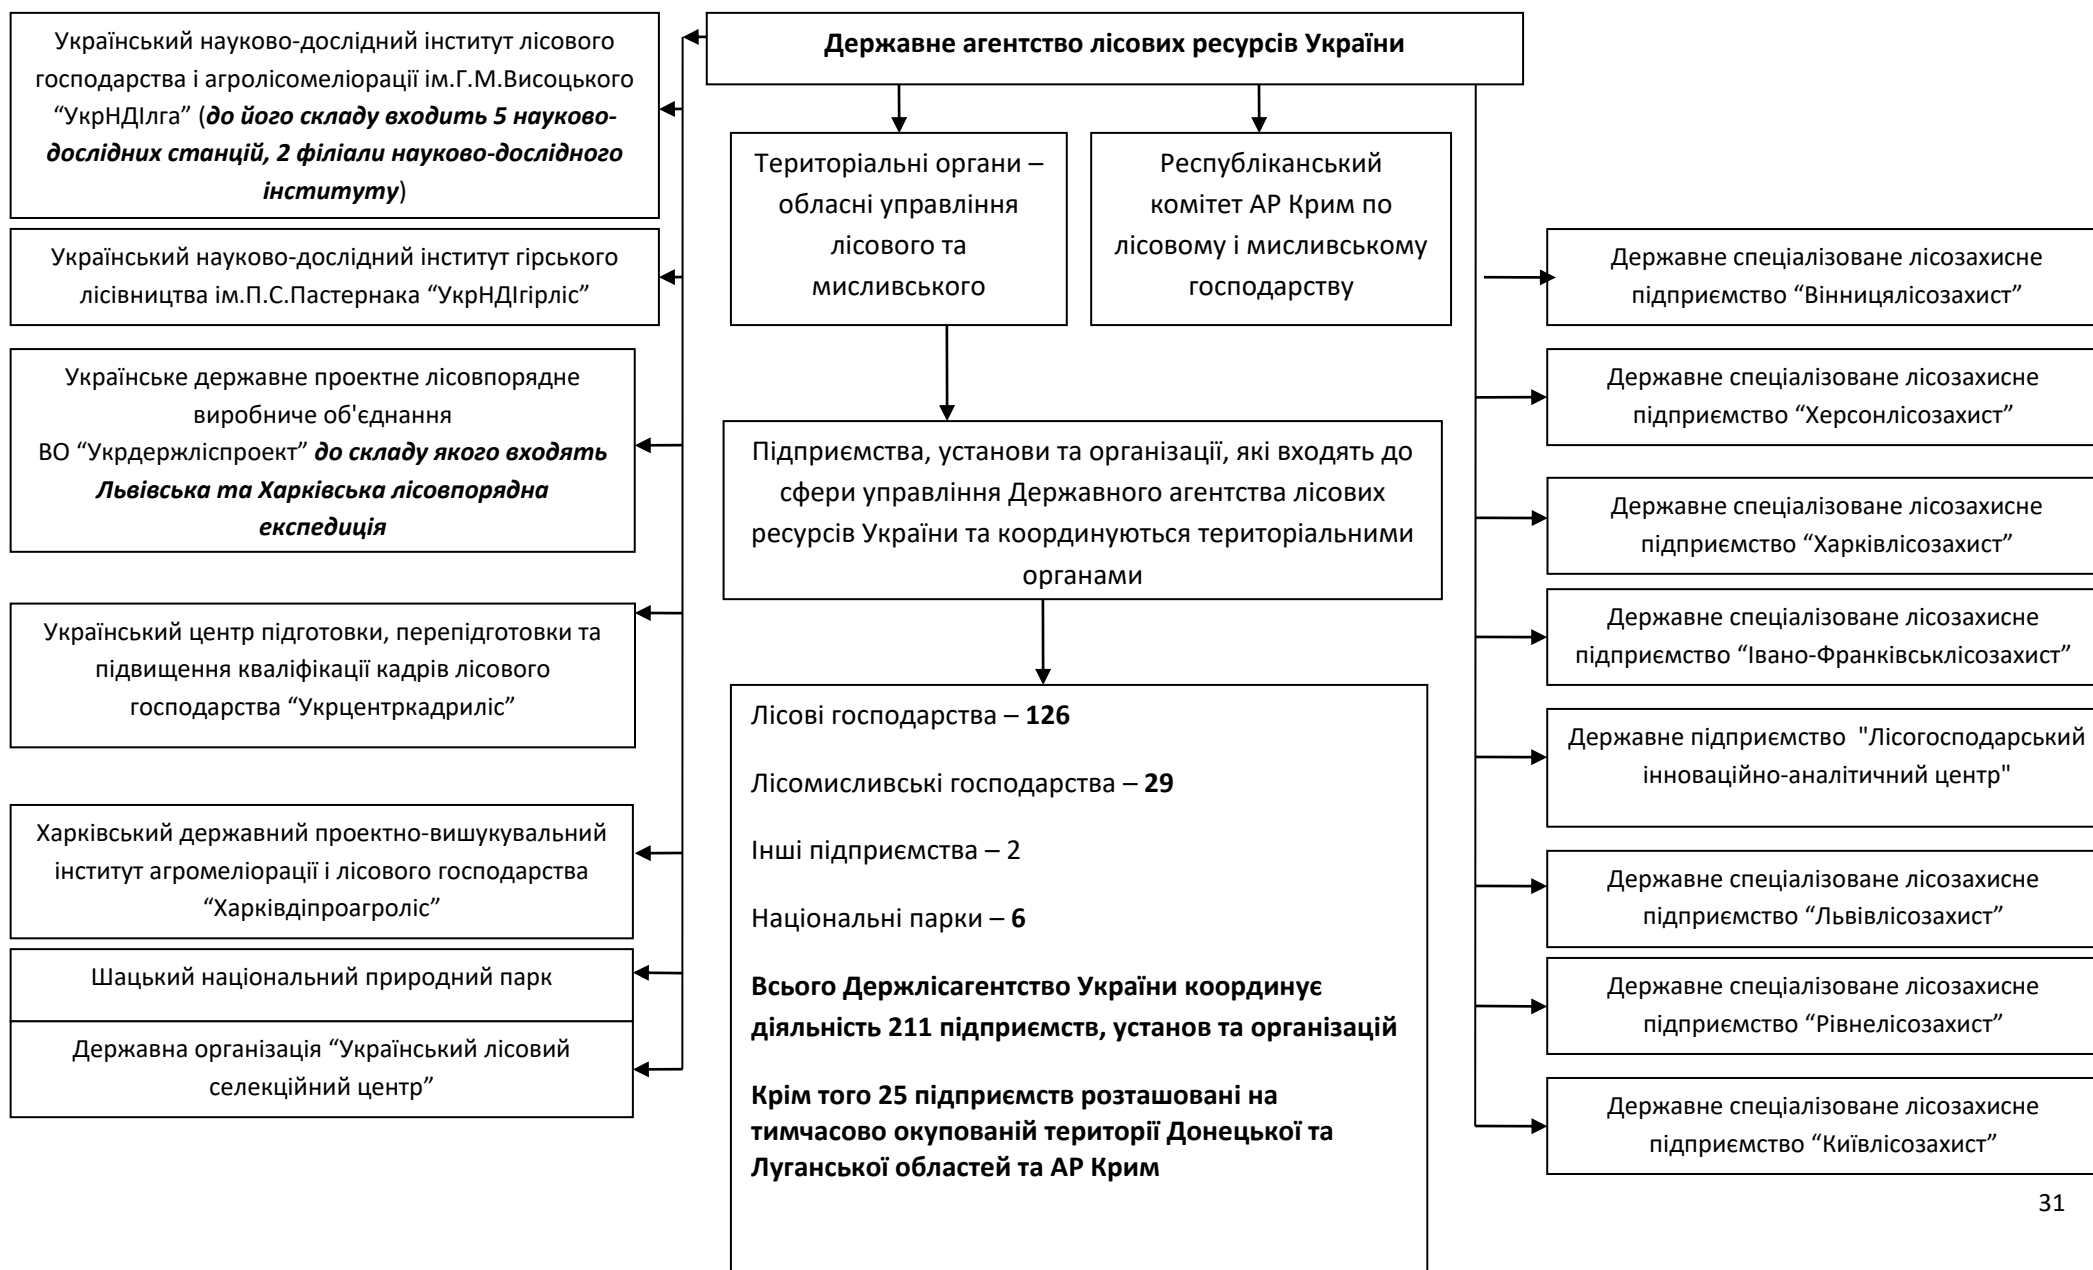 Державне агентство лісових ресурсів України
Український науково-дослідний інститут лісового
господарства і агролісомеліорації ім.Г.М.Висоцького
“УкрНДІлга” (до його складу входить 5 науково-
дослідних станцій, 2 філіали науково-дослідного
інституту)
Український науково-дослідний інститут гірського
лісівництва ім.П.С.Пастернака “УкрНДІгірліс”
Українське державне проектне лісовпорядне
виробниче об'єднання
ВО “Укрдержліспроект” до складу якого входять
Львівська та Харківська лісовпорядна
експедиція
Український центр підготовки, перепідготовки та
підвищення кваліфікації кадрів лісового
господарства “Укрцентркадриліс”
Харківський державний проектно-вишукувальний
інститут агромеліорації і лісового господарства
“Харківдіпроагроліс”
Шацький національний природний парк
Державна організація “Український лісовий
селекційний центр”
Територіальні органи –
обласні управління
лісового та
мисливського
Республіканський
комітет АР Крим по
лісовому і мисливському
господарству
Підприємства, установи та організації, які входять до
сфери управління Державного агентства лісових
ресурсів України та координуються територіальними
органами
Лісові господарства – 126
Лісомисливські господарства – 29
Інші підприємства – 2
Національні парки – 6
Всього Держлісагентство України координує
діяльність 211 підприємств, установ та організацій
Крім того 25 підприємств розташовані на
тимчасово окупованій території Донецької та
Луганської областей та АР Крим
Державне спеціалізоване лісозахисне
підприємство “Вінницялісозахист”
Державне спеціалізоване лісозахисне
підприємство “Херсонлісозахист”
Державне спеціалізоване лісозахисне
підприємство “Харківлісозахист”
Державне спеціалізоване лісозахисне
підприємство “Івано-Франківськлісозахист”
Державне підприємство "Лісогосподарський
інноваційно-аналітичний центр"
Державне спеціалізоване лісозахисне
підприємство “Львівлісозахист”
Державне спеціалізоване лісозахисне
підприємство “Рівнелісозахист”
Державне спеціалізоване лісозахисне
підприємство “Київлісозахист”
31